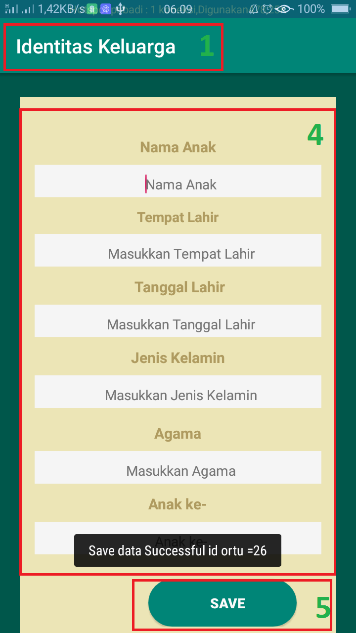 1,42KB/s 06.09 100%
Identitas Keluarga 1
4
Nama Anak
Nama Anak
Tempat Lahir
Masukkan Tempat Lahir
Tanggal Lahir
Masukkan Tanggal Lahir
Jenis Kelamin
Masukkan Jenis Kelamin
Agama
Masukkan Agama
Anak ke-
Anak ke-
Save data Successful id ortu =26
SAVE 5